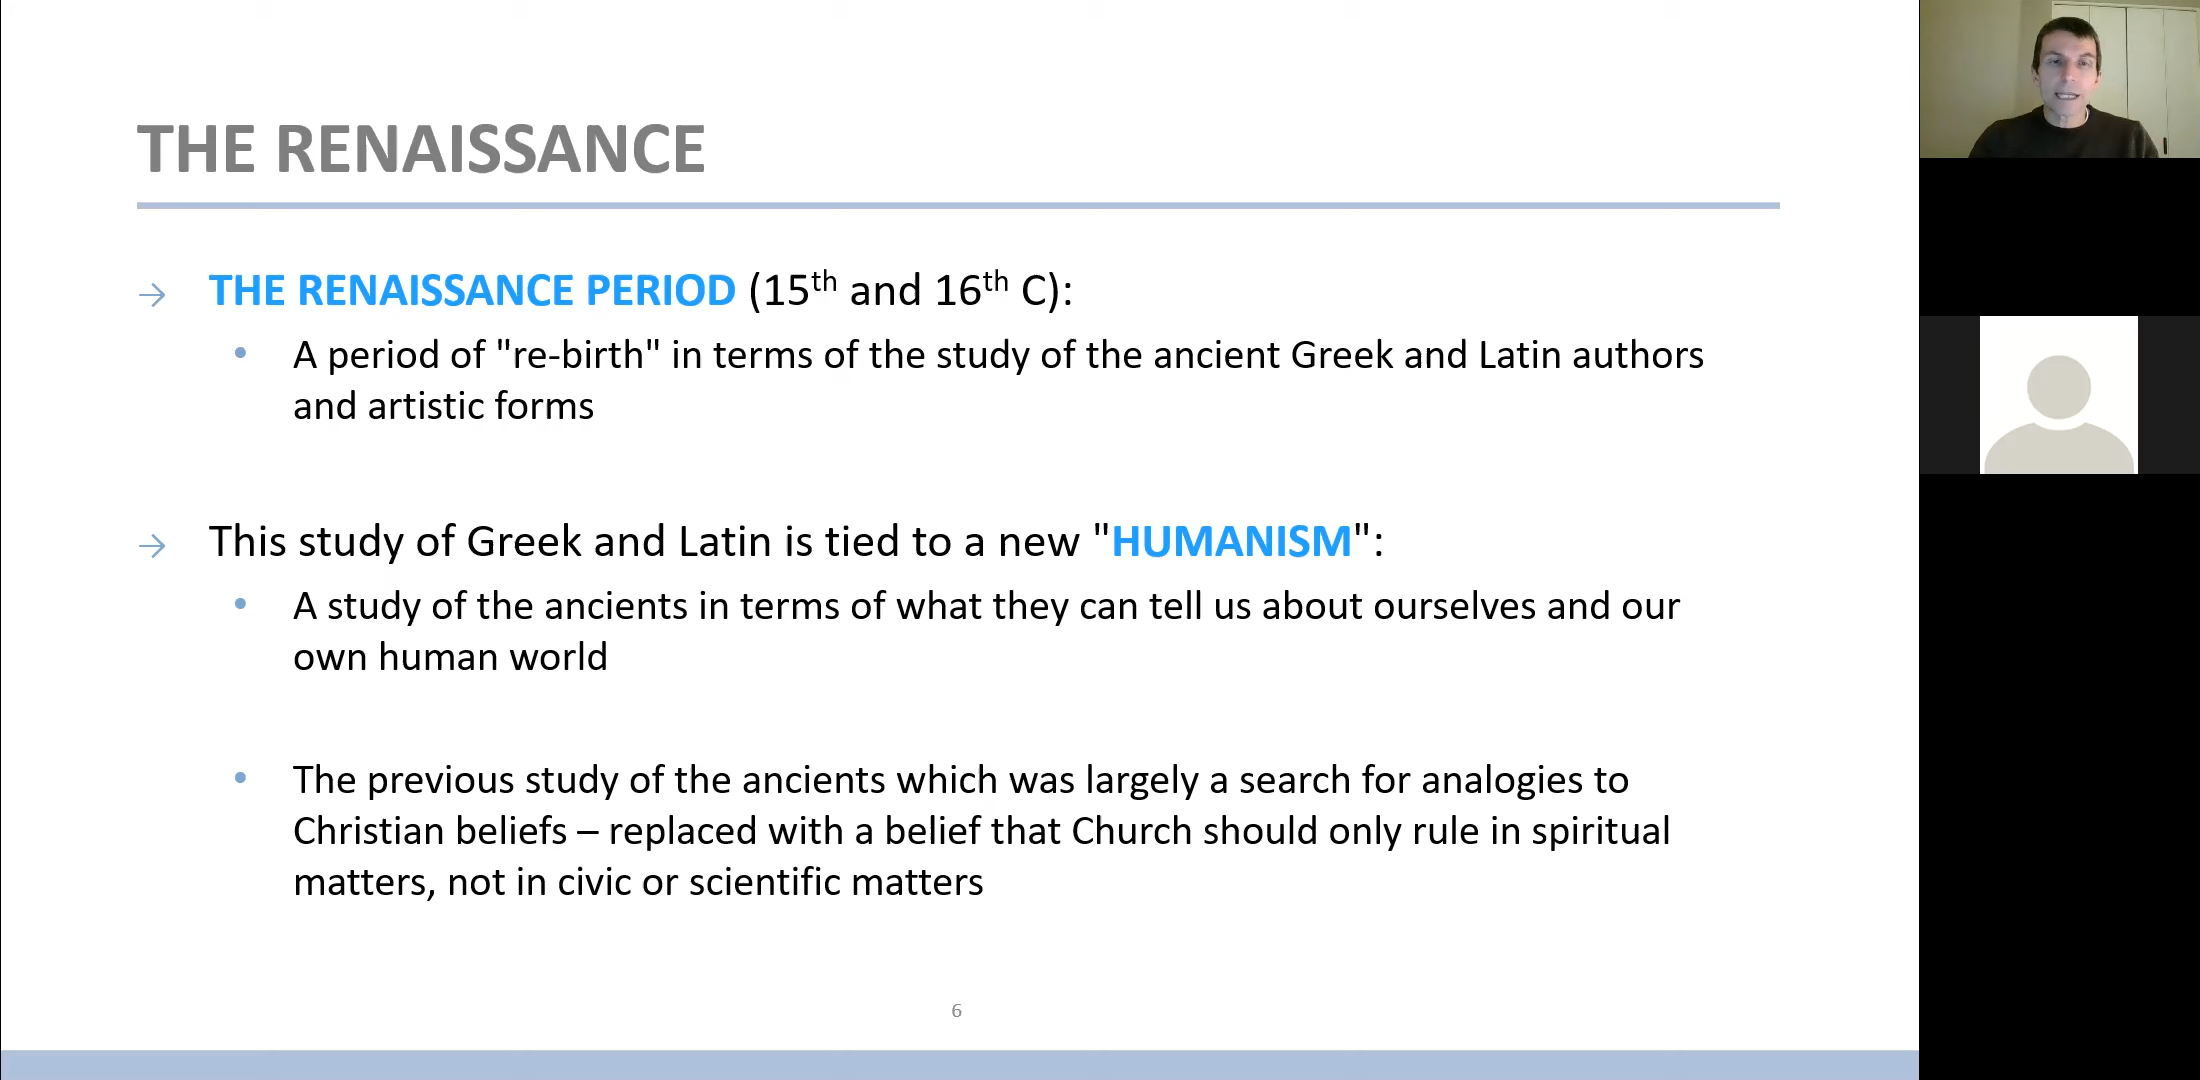 THE RENAISSANCE
→ THE RENAISSANCE PERIOD (15th and 16th C):
• A period of "re-birth" in terms of the study of the ancient Greek and Latin authors
and artistic forms
→ This study of Greek and Latin is tied to a new "HUMANISM":
• A study of the ancients in terms of what they can tell us about ourselves and our
own human world
• The previous study of the ancients which was largely a search for analogies to
Christian beliefs – replaced with a belief that Church should only rule in spiritual
matters, not in civic or scientific matters
6